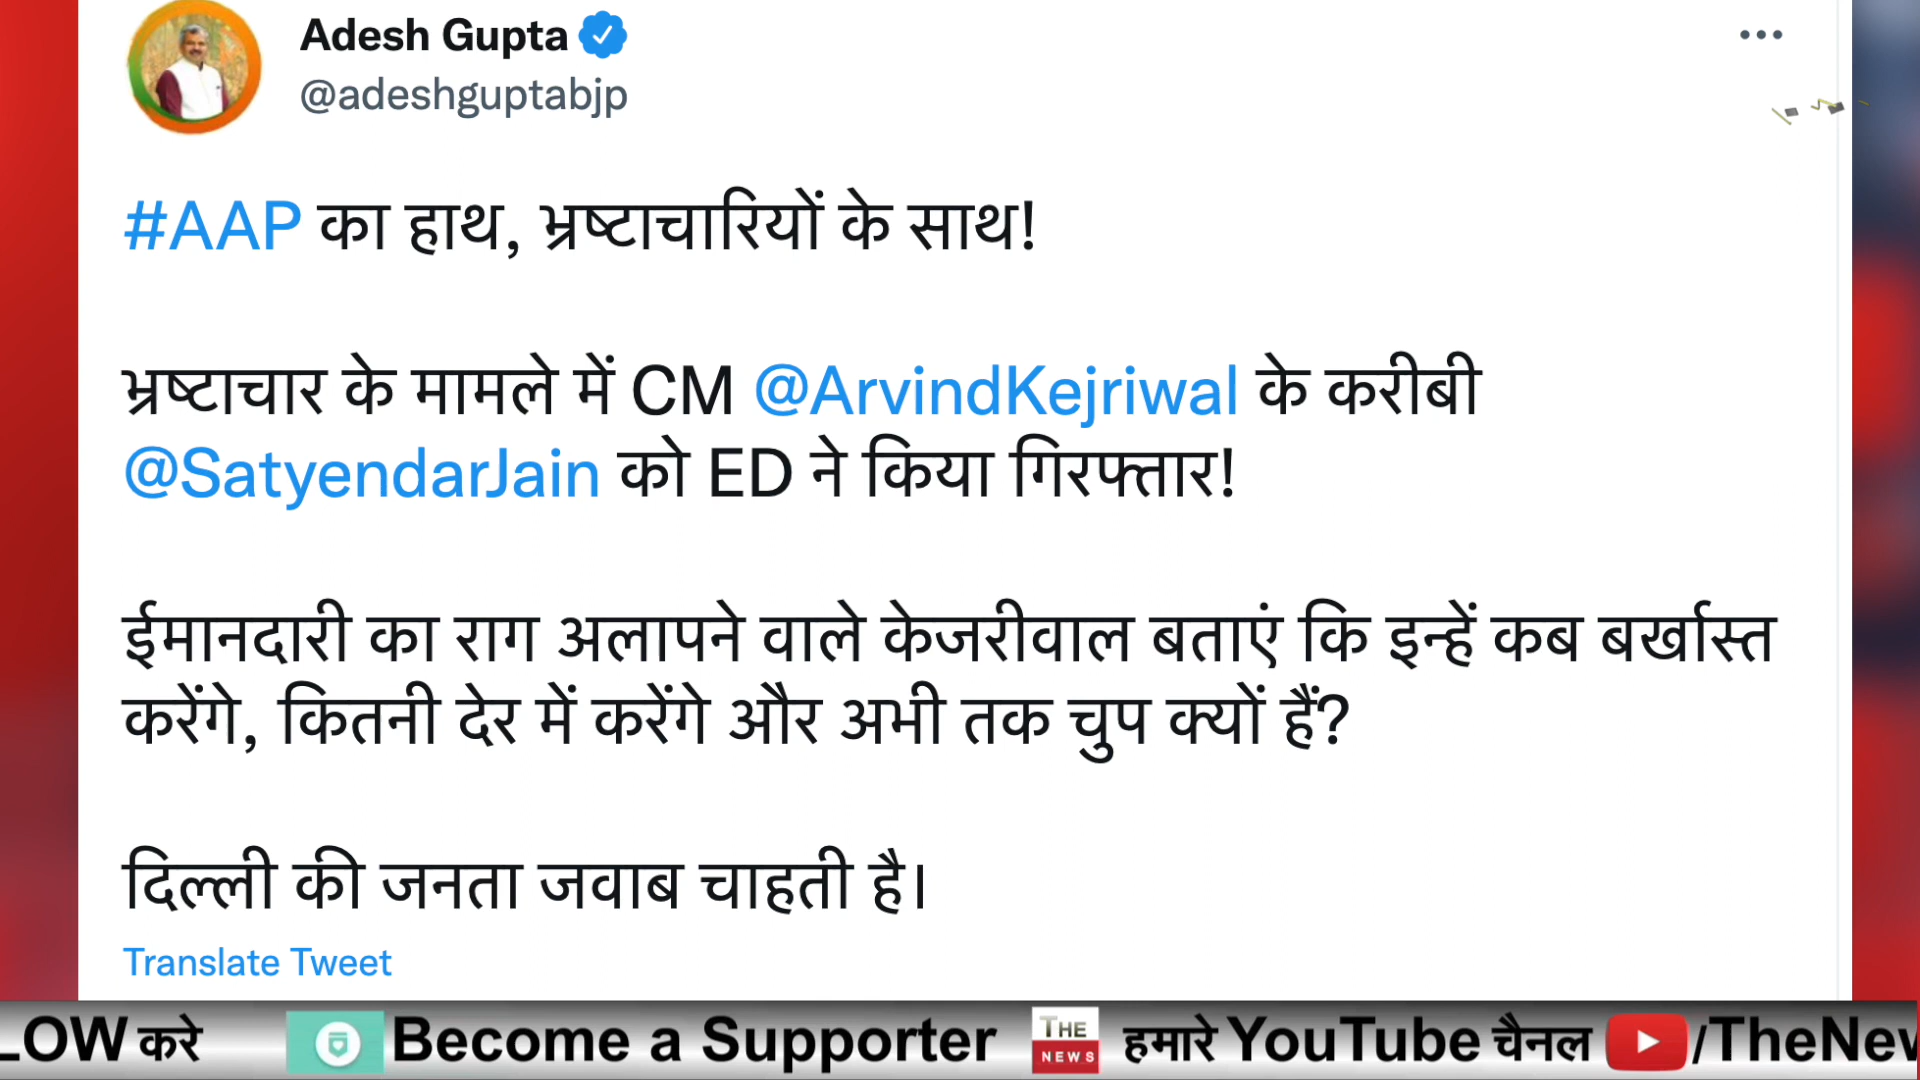 Adesh Gupta
@adeshguptabjp
#AAP का हाथ, भ्रष्टाचारियों के साथ!
भ्रष्टाचार के मामले में CM @ArvindKejriwal के करीबी
@SatyendarJain को ED ने किया गिरफ्तार!
ईमानदारी का राग अलापने वाले केजरीवाल बताएं कि इन्हें कब बर्खास्त
करेंगे, कितनी देर में करेंगे और अभी तक चुप क्यों हैं?
दिल्ली की जनता जवाब चाहती है।
Translate Tweet
LOW करे Become a Supporter THE NEWS हमारे YouTube चैनल /TheNew